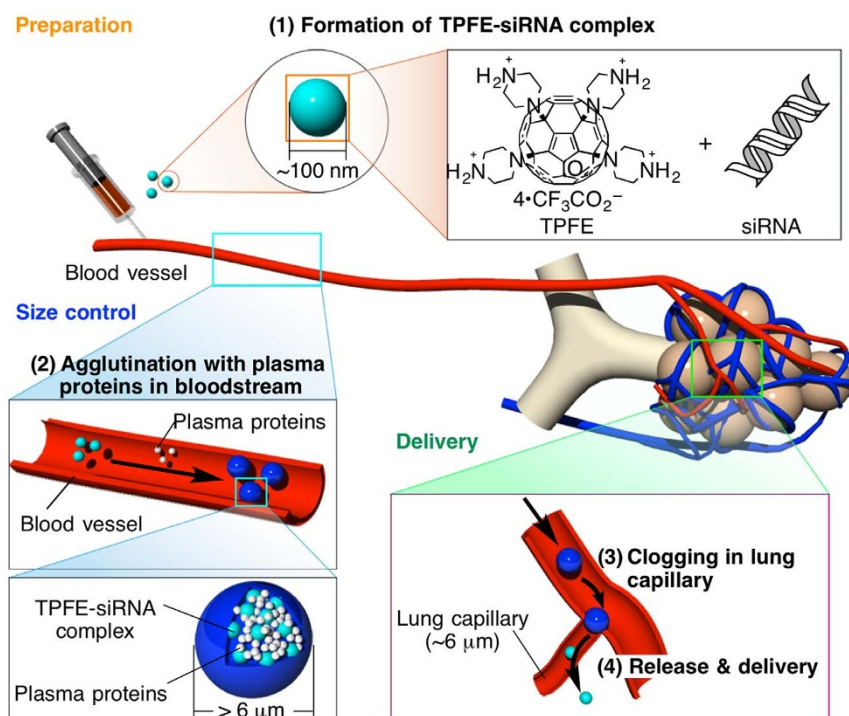 Preparation
(1) Formation of TPFE-siRNA complex
~100 nm
+
H2N
+
NH2
N
N
+
H2N
N
O
N
+
NH2
4•CF3CO2−
TPFE
+
siRNA
Blood vessel
Size control
(2) Agglutination with plasma
proteins in bloodstream
Plasma proteins
Blood vessel
TPFE-siRNA
complex
Plasma proteins
> 6 µm
Delivery
(3) Clogging in lung
capillary
Lung capillary
(~6 µm)
(4) Release & delivery